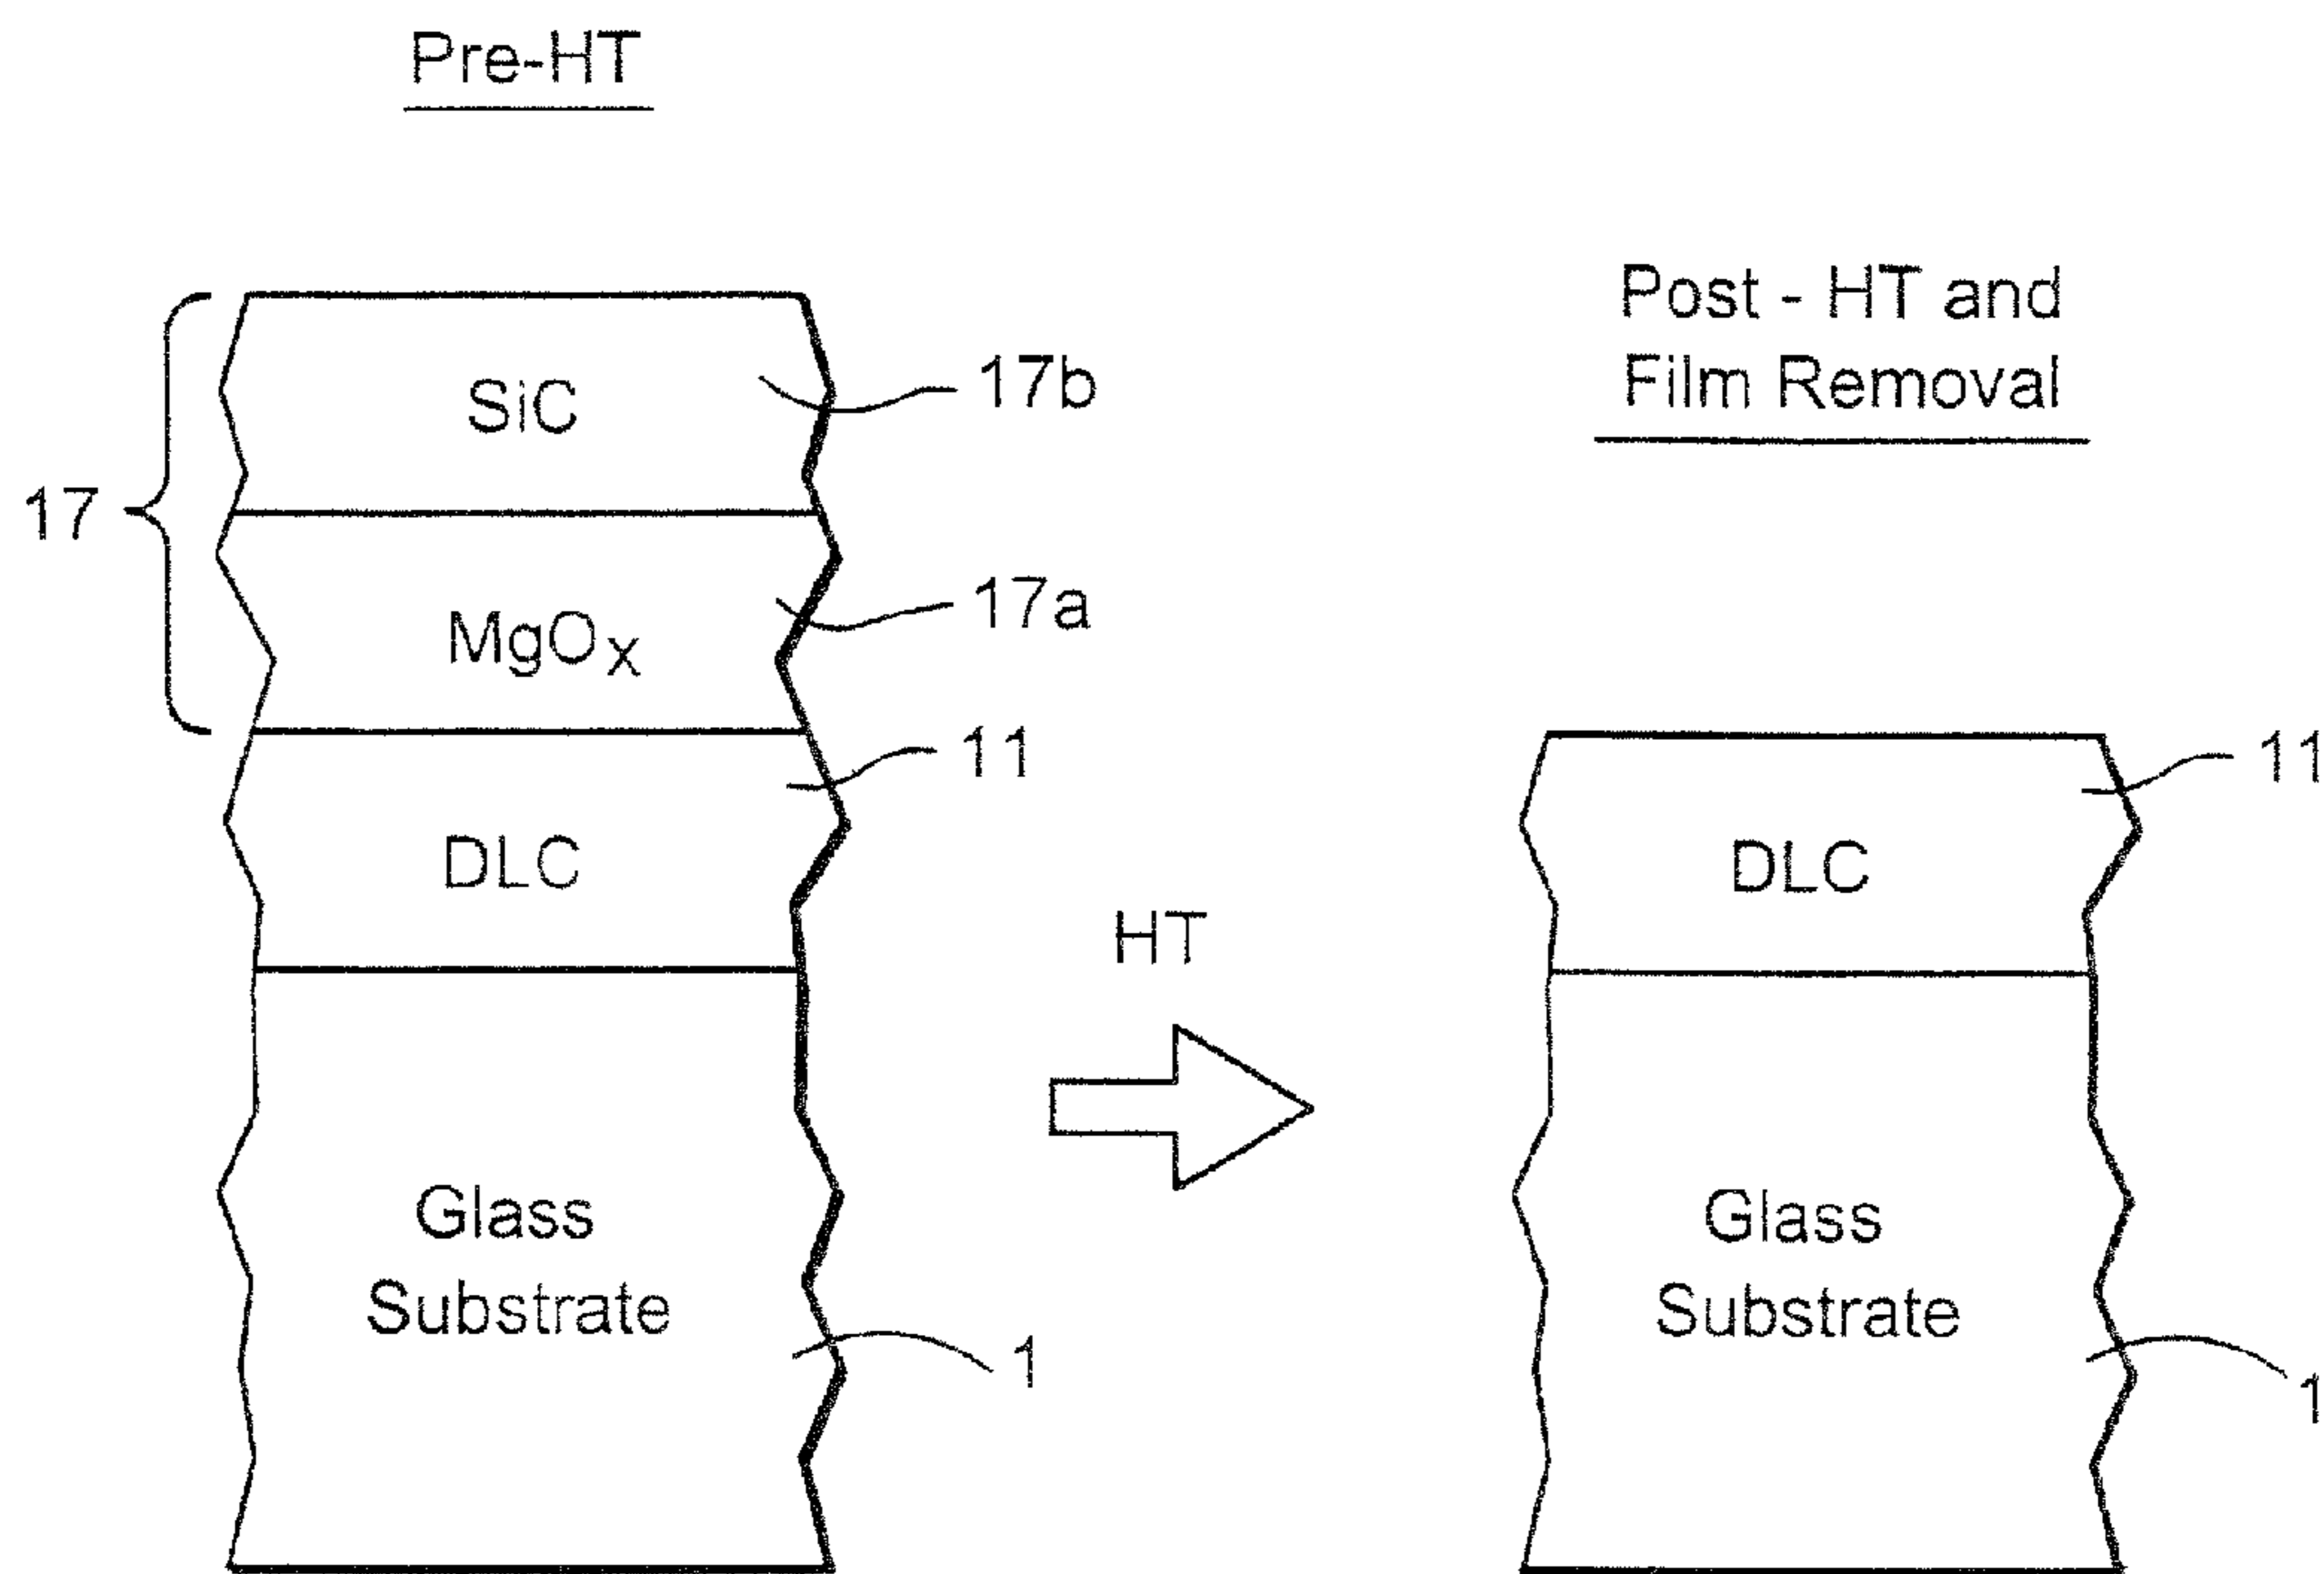 Pre-HT
Post - HT and
Film Removal
17
SiC
17b
MgOx
17a
11
DLC
HT
Glass
Substrate
1
11
DLC
Glass
Substrate
1